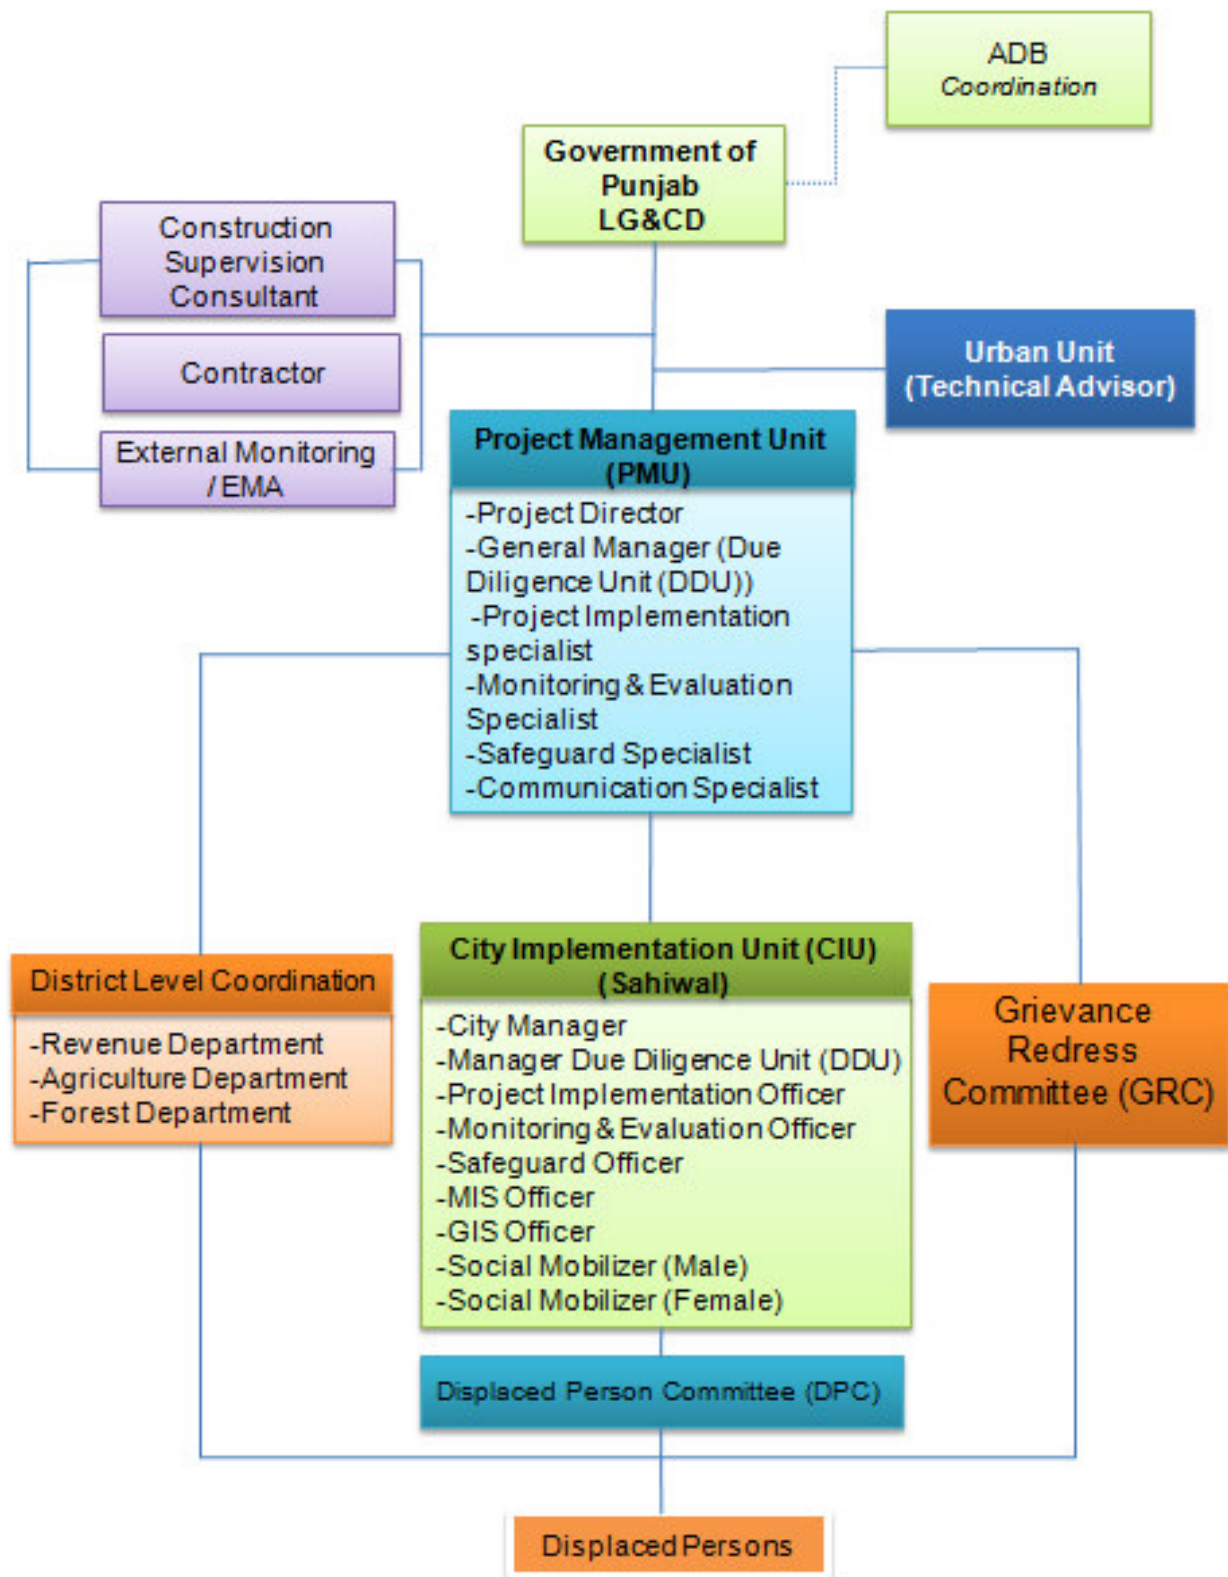 ADB
Coordination
Government of
Punjab
LG&CD
Construction
Supervision
Consultant
Contractor
External Monitoring
/ EMA
Urban Unit
(Technical Advisor)
Project Management Unit
(PMU)
-Project Director
-General Manager (Due
Diligence Unit (DDU))
-Project Implementation
specialist
-Monitoring & Evaluation
Specialist
-Safeguard Specialist
-Communication Specialist
District Level Coordination
-Revenue Department
-Agriculture Department
-Forest Department
City Implementation Unit (CIU)
(Sahiwal)
-City Manager
-Manager Due Diligence Unit (DDU)
-Project Implementation Officer
-Monitoring & Evaluation Officer
-Safeguard Officer
-MIS Officer
-GIS Officer
-Social Mobilizer (Male)
-Social Mobilizer (Female)
Grievance
Redress
Committee (GRC)
Displaced Person Committee (DPC)
Displaced Persons